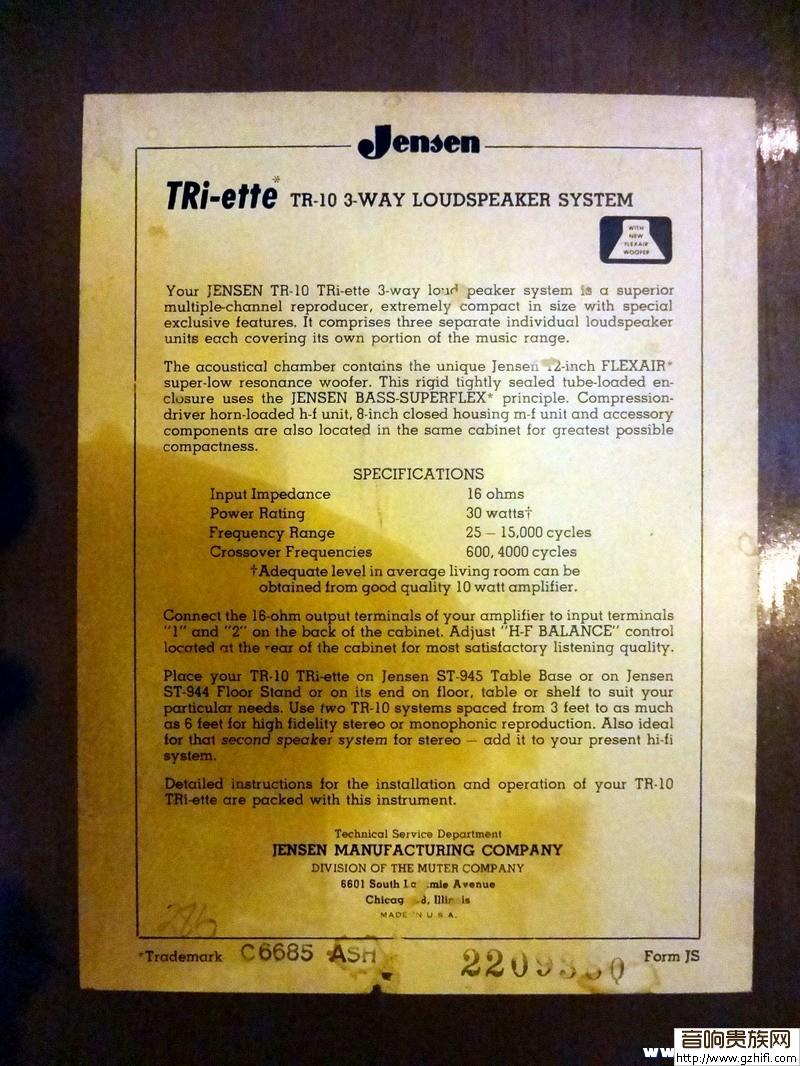 Jensen
TRi-ette* TR-10 3-WAY LOUDSPEAKER SYSTEM
WITH
NEW
FLEXAIR
WOOFER
Your JENSEN TR-10 TRi-ette 3-way loud peaker system is a superior
multiple-channel reproducer, extremely compact in size with special
exclusive features. It comprises three separate individual loudspeaker
units each covering its own portion of the music range.
The acoustical chamber contains the unique Jensen 12-inch FLEXAIR*
super-low resonance woofer. This rigid tightly sealed tube-loaded en-
closure uses the JENSEN BASS-SUPERFLEX* principle. Compression-
driver horn-loaded h-f unit, 8-inch closed housing m-f unit and accessory
components are also located in the same cabinet for greatest possible
compactness.
SPECIFICATIONS
Input Impedance 16 ohms
Power Rating 30 watts†
Frequency Range 25 – 15,000 cycles
Crossover Frequencies 600, 4000 cycles
†Adequate level in average living room can be
obtained from good quality 10 watt amplifier.
Connect the 16-ohm output terminals of your amplifier to input terminals
"1" and "2" on the back of the cabinet. Adjust "H-F BALANCE" control
located at the rear of the cabinet for most satisfactory listening quality.
Place your TR-10 TRi-ette on Jensen ST-945 Table Base or on Jensen
ST-944 Floor Stand or on its end on floor, table or shelf to suit your
particular needs. Use two TR-10 systems spaced from 3 feet to as much
as 6 feet for high fidelity stereo or monophonic reproduction. Also ideal
for that second speaker system for stereo – add it to your present hi-fi
system.
Detailed instructions for the installation and operation of your TR-10
TRi-ette are packed with this instrument.
Technical Service Department
JENSEN MANUFACTURING COMPANY
DIVISION OF THE MUTER COMPANY
6601 South Avenue
MADE IN U.S.A.
286
*Trademark C6685 ASH Form JS
音响贵族网
http://www.gzhifi.com